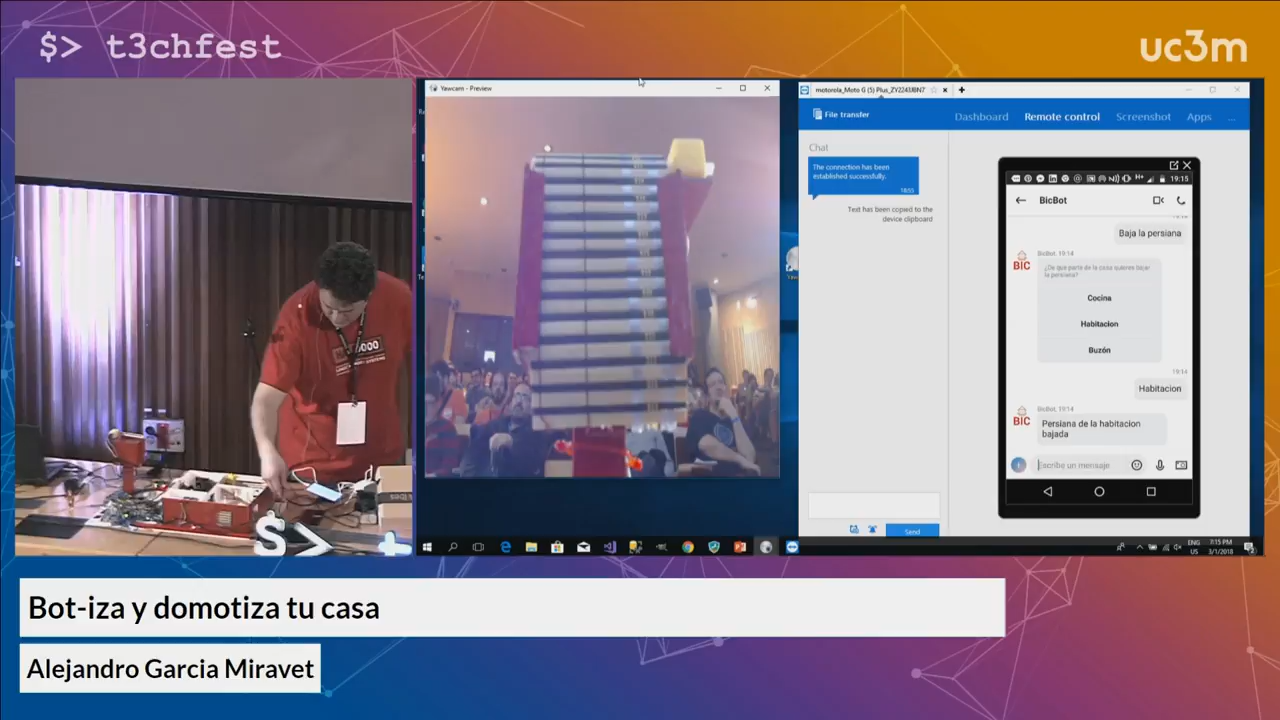 $> t3chfest
uc3m
Yawcam - Preview
motorola_Moto G (5) Plus_ZY2243JBN7
File transfer
Dashboard
Remote control
Screenshot
Apps
...
Chat
The connection has been
established successfully.
18:55
Text has been copied to the
device clipboard
Send
19:15
BicBot
Baja la persiana
BicBot, 19:14
BIC
¿De que parte de la casa quieres bajar
la persiana?
Cocina
Habitacion
Buzón
19:14
Habitacion
BicBot, 19:14
BIC
Persiana de la habitacion
bajada
Escribe un mensaje
$>
ENG
US
7:15 PM
3/1/2018
Bot-iza y domotiza tu casa
Alejandro Garcia Miravet